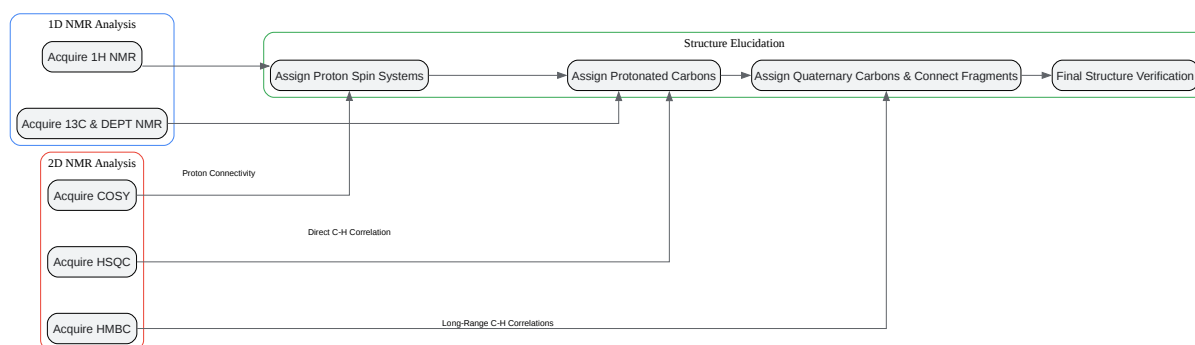 1D NMR Analysis
Acquire 1H NMR
Acquire 13C & DEPT NMR
2D NMR Analysis
Acquire COSY
Acquire HSQC
Acquire HMBC
Proton Connectivity
Direct C-H Correlation
Long-Range C-H Correlations
Structure Elucidation
Assign Proton Spin Systems
Assign Protonated Carbons
Assign Quaternary Carbons & Connect Fragments
Final Structure Verification